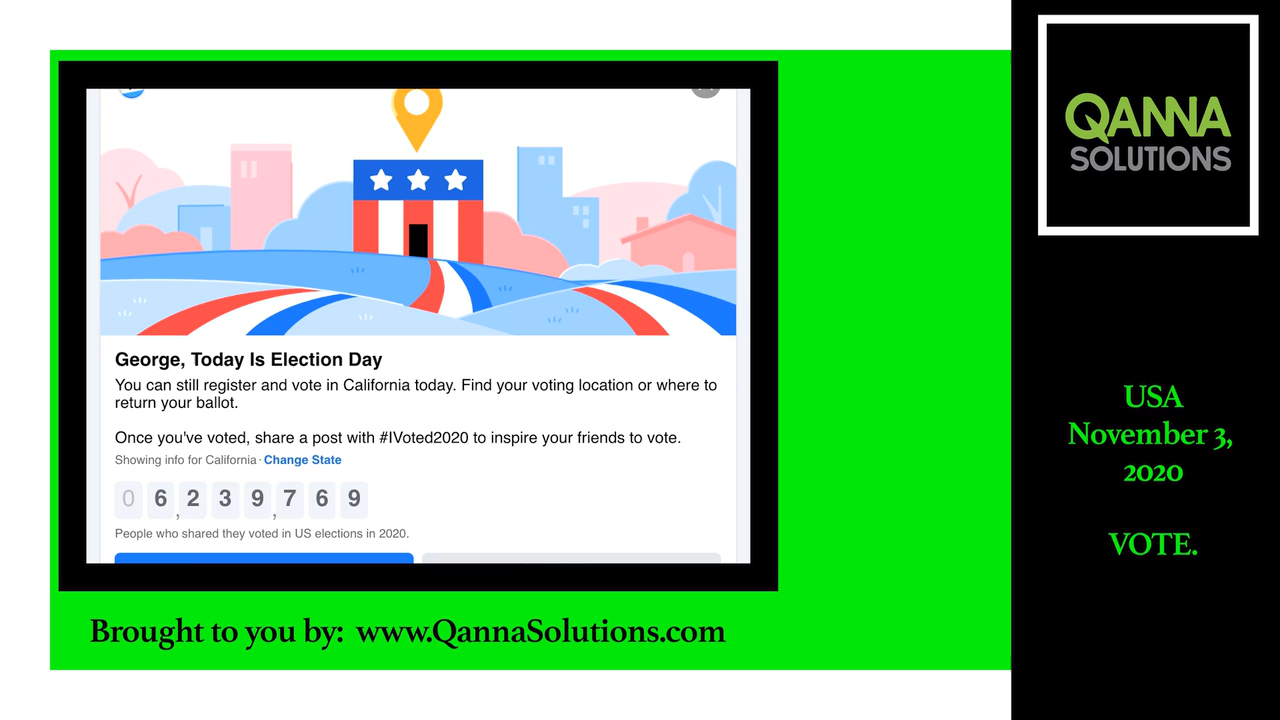 George, Today Is Election Day
You can still register and vote in California today. Find your voting location or where to
return your ballot.
Once you've voted, share a post with #IVoted2020 to inspire your friends to vote.
Showing info for California · Change State
06,239,769
People who shared they voted in US elections in 2020.
Brought to you by: www.QannaSolutions.com
QANNA
SOLUTIONS
USA
November 3,
2020
VOTE.